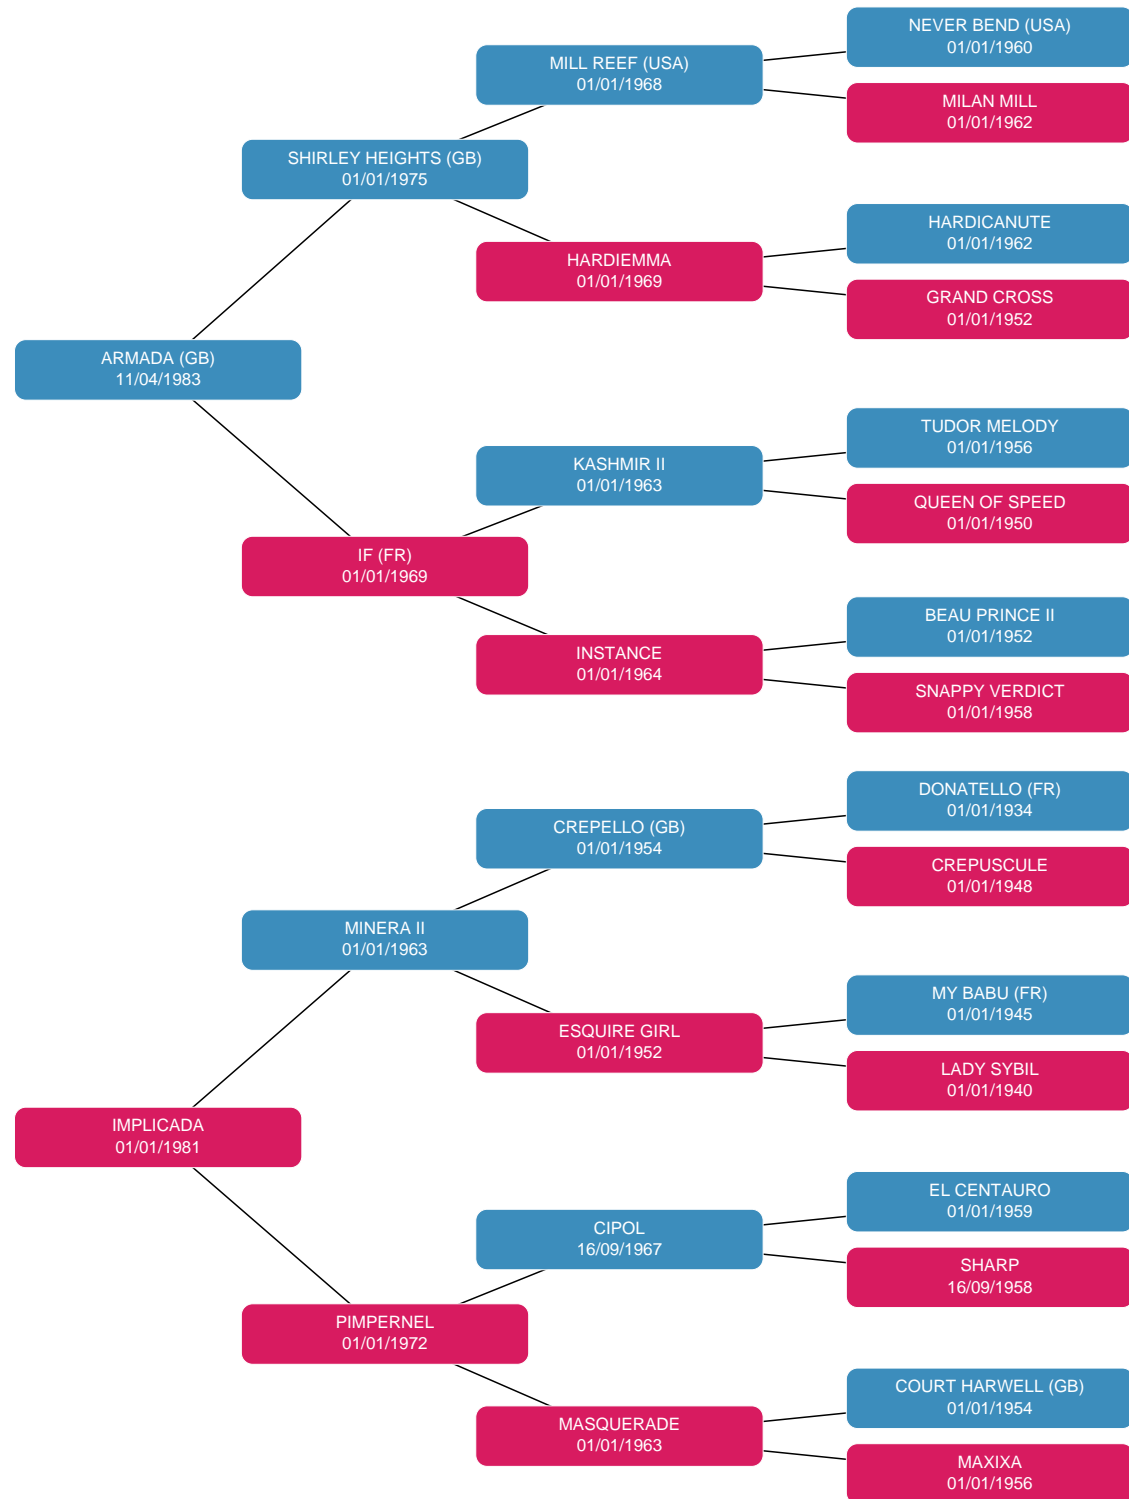 NEVER BEND (USA)
01/01/1960
MILL REEF (USA)
01/01/1968
MILAN MILL
01/01/1962
SHIRLEY HEIGHTS (GB)
01/01/1975
HARDICANUTE
01/01/1962
HARDIEMMA
01/01/1969
GRAND CROSS
01/01/1952
ARMADA (GB)
11/04/1983
TUDOR MELODY
01/01/1956
KASHMIR II
01/01/1963
QUEEN OF SPEED
01/01/1950
IF (FR)
01/01/1969
BEAU PRINCE II
01/01/1952
INSTANCE
01/01/1964
SNAPPY VERDICT
01/01/1958
DONATELLO (FR)
01/01/1934
CREPELLO (GB)
01/01/1954
CREPUSCULE
01/01/1948
MINERA II
01/01/1963
MY BABU (FR)
01/01/1945
ESQUIRE GIRL
01/01/1952
LADY SYBIL
01/01/1940
IMPLICADA
01/01/1981
EL CENTAURO
01/01/1959
CIPOL
16/09/1967
SHARP
16/09/1958
PIMPERNEL
01/01/1972
COURT HARWELL (GB)
01/01/1954
MASQUERADE
01/01/1963
MAXIXA
01/01/1956